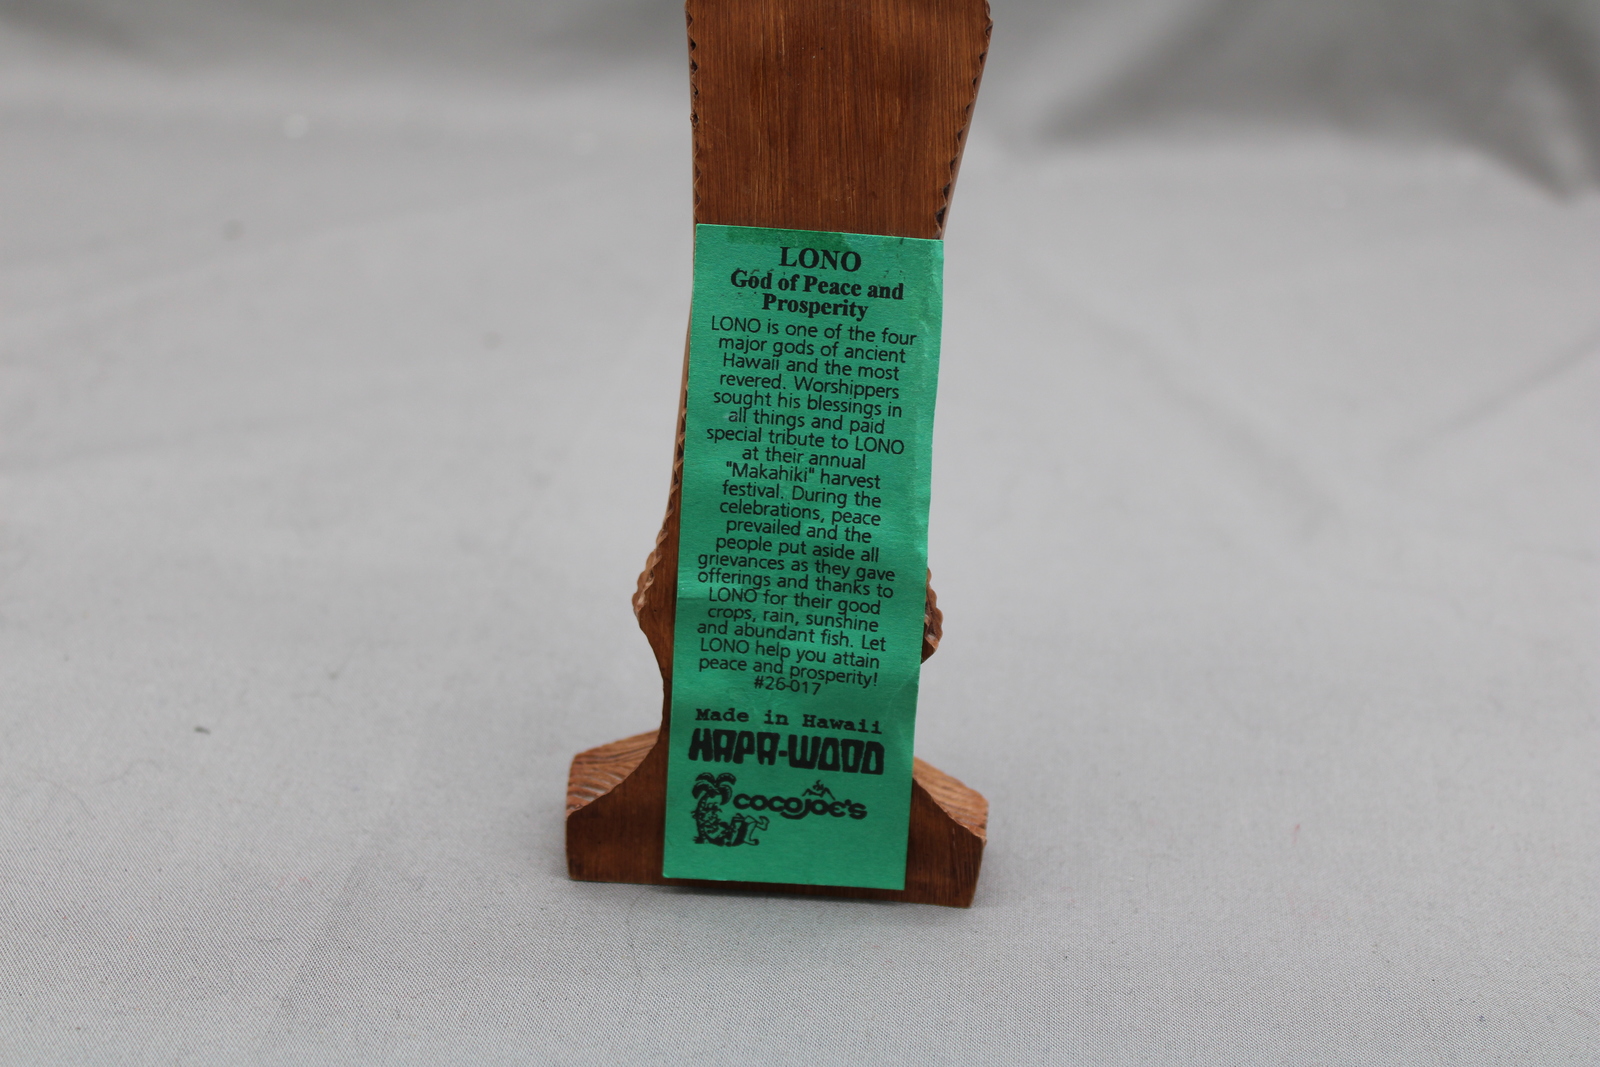 LONO
God of Peace and
Prosperity
LONO is one of the four
major gods of ancient
Hawaii and the most
revered. Worshippers
sought his blessings in
all things and paid
special tribute to LONO
at their annual
"Makahiki" harvest
festival. During the
celebrations, peace
prevailed and the
people put aside all
grievances as they gave
offerings and thanks to
LONO for their good
crops, rain, sunshine
and abundant fish. Let
LONO help you attain
peace and prosperity!
#26-017
Made in Hawaii
HAPA-WOOD
COCOJOE'S